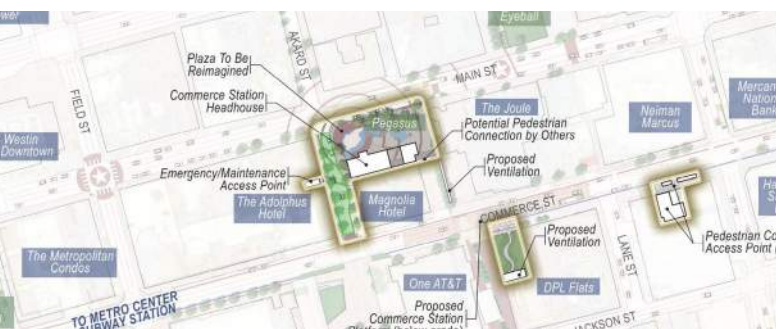 Eyeball
AKARD ST
Plaza To Be
Reimagined
MAIN ST
Commerce Station
Headhouse
FIELD ST
The Joule
Neiman
Marcus
Pegasus
Potential Pedestrian
Connection by Others
Westin
Downtown
Proposed
Ventilation
Emergency/Maintenance
Access Point
The Adolphus
Hotel
Magnolia
Hotel
COMMERCE ST
Proposed
Ventilation
LANE ST
Access Point
The Metropolitan
Condos
One AT&T
DPL Flats
TO METRO CENTER
SUBWAY STATION
Proposed
Commerce Station
JACKSON ST